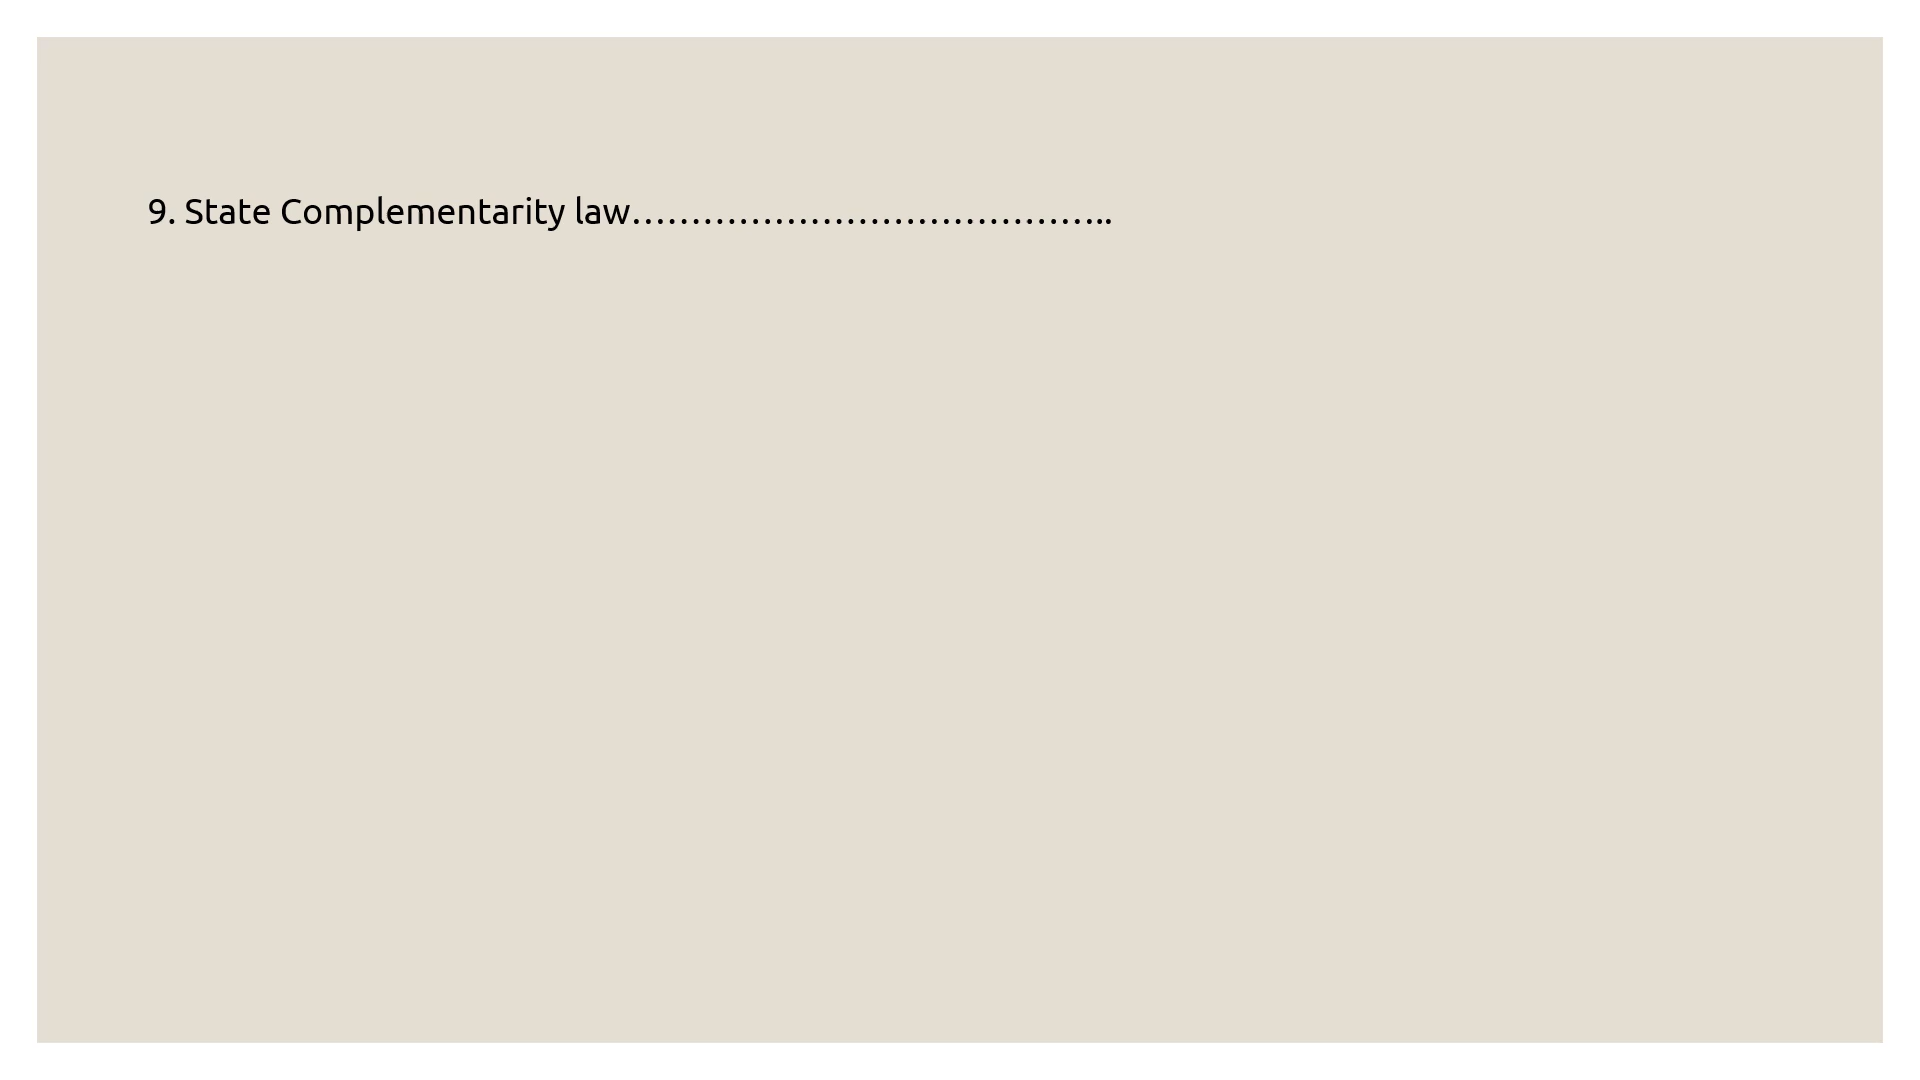 9. State Complementarity law……………………………………..